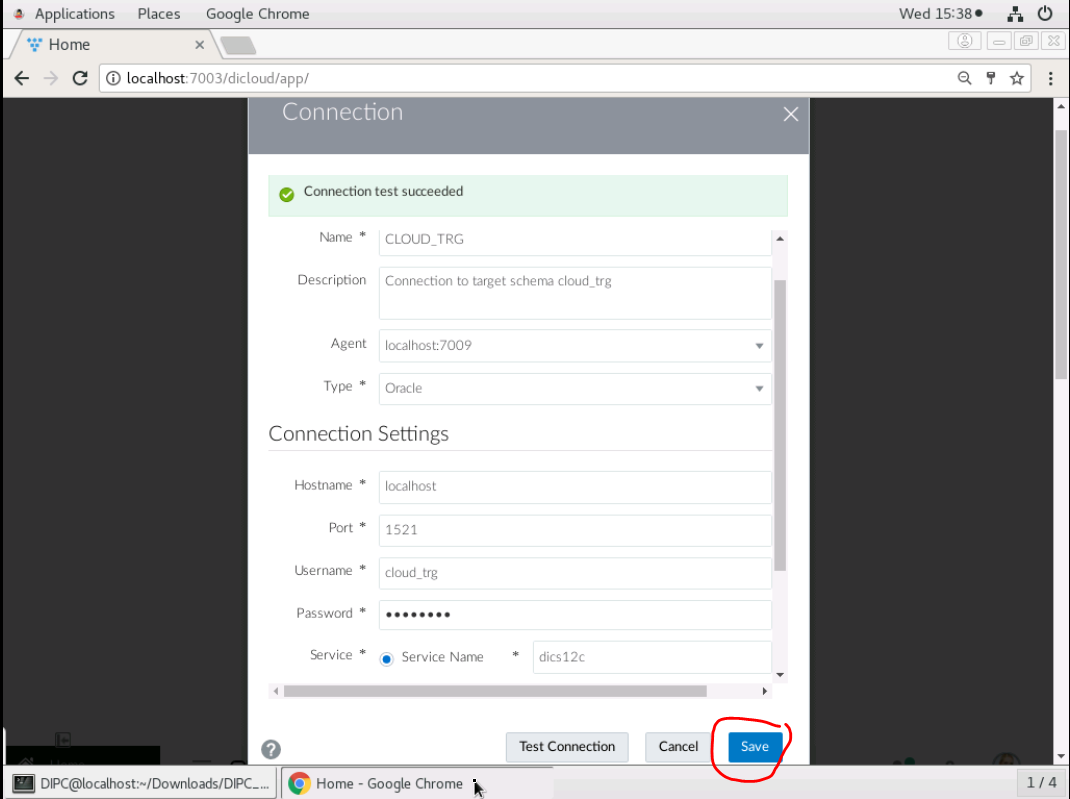 Applications Places Google Chrome Wed 15:38
Home
localhost:7003/dicloud/app/
Connection
Connection test succeeded
Name * CLOUD_TRG
Description Connection to target schema cloud_trg
Agent localhost:7009
Type * Oracle
Connection Settings
Hostname * localhost
Port * 1521
Username * cloud_trg
Password * ••••••••
Service * Service Name * dics12c
? Test Connection Cancel Save
DIPC@localhost:~/Downloads/DIPC_... Home - Google Chrome 1 / 4